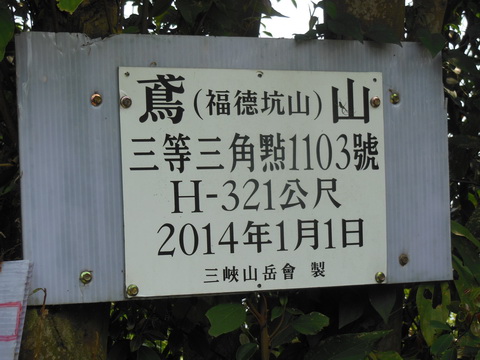 鳶(福德坑山)山
三等三角點1103號
H-321公尺
2014年1月1日
三峽山岳會 製